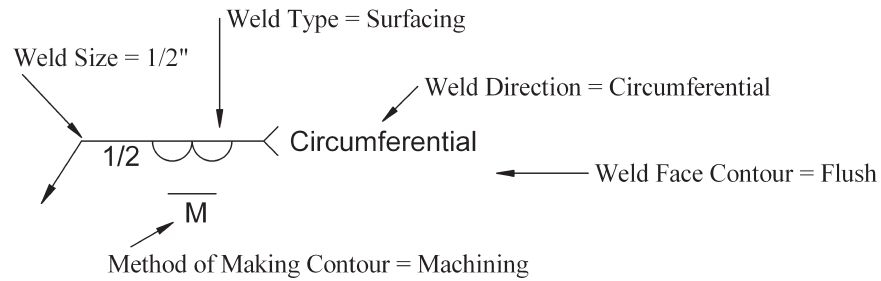 Weld Type = Surfacing
Weld Size = 1/2"
Weld Direction = Circumferential
1/2
Circumferential
Weld Face Contour = Flush
M
Method of Making Contour = Machining